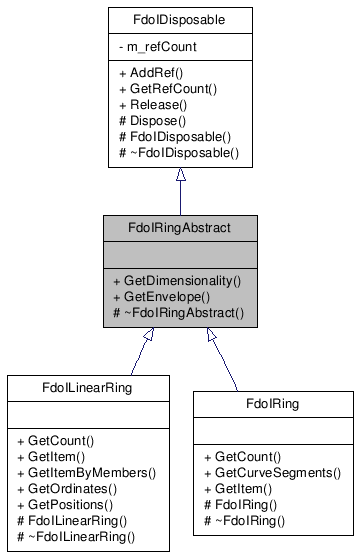 FdoIDisposable
- m_refCount
+ AddRef()
+ GetRefCount()
+ Release()
# Dispose()
# FdoIDisposable()
# ~FdoIDisposable()
FdoIRingAbstract
+ GetDimensionality()
+ GetEnvelope()
# ~FdoIRingAbstract()
FdoILinearRing
+ GetCount()
+ GetItem()
+ GetItemByMembers()
+ GetOrdinates()
+ GetPositions()
# FdoILinearRing()
# ~FdoILinearRing()
FdoIRing
+ GetCount()
+ GetCurveSegments()
+ GetItem()
# FdoIRing()
# ~FdoIRing()